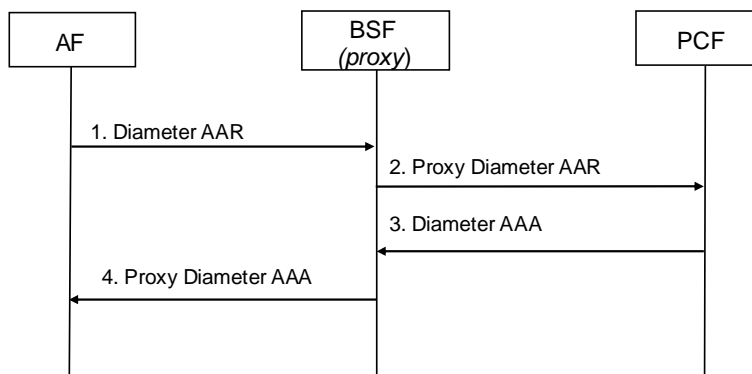 AF
BSF
(proxy)
PCF
1. Diameter AAR
2. Proxy Diameter AAR
3. Diameter AAA
4. Proxy Diameter AAA